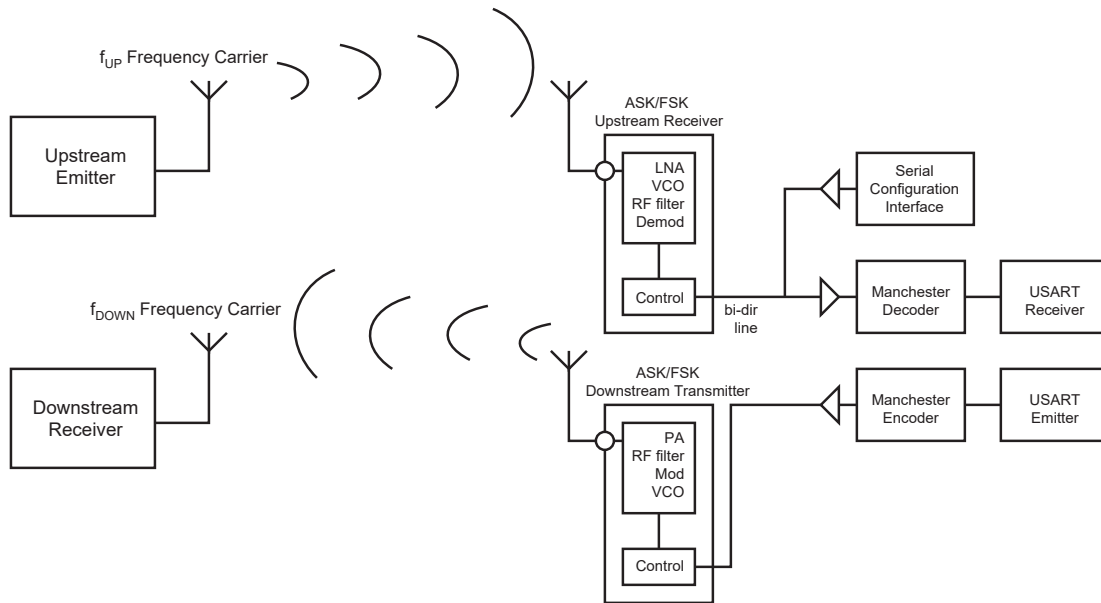 f_UP Frequency Carrier
Upstream
Emitter
ASK/FSK
Upstream Receiver
LNA
VCO
RF filter
Demod
Control
bi-dir
line
Serial
Configuration
Interface
Manchester
Decoder
USART
Receiver
f_DOWN Frequency Carrier
Downstream
Receiver
ASK/FSK
Downstream Transmitter
PA
RF filter
Mod
VCO
Control
Manchester
Encoder
USART
Emitter